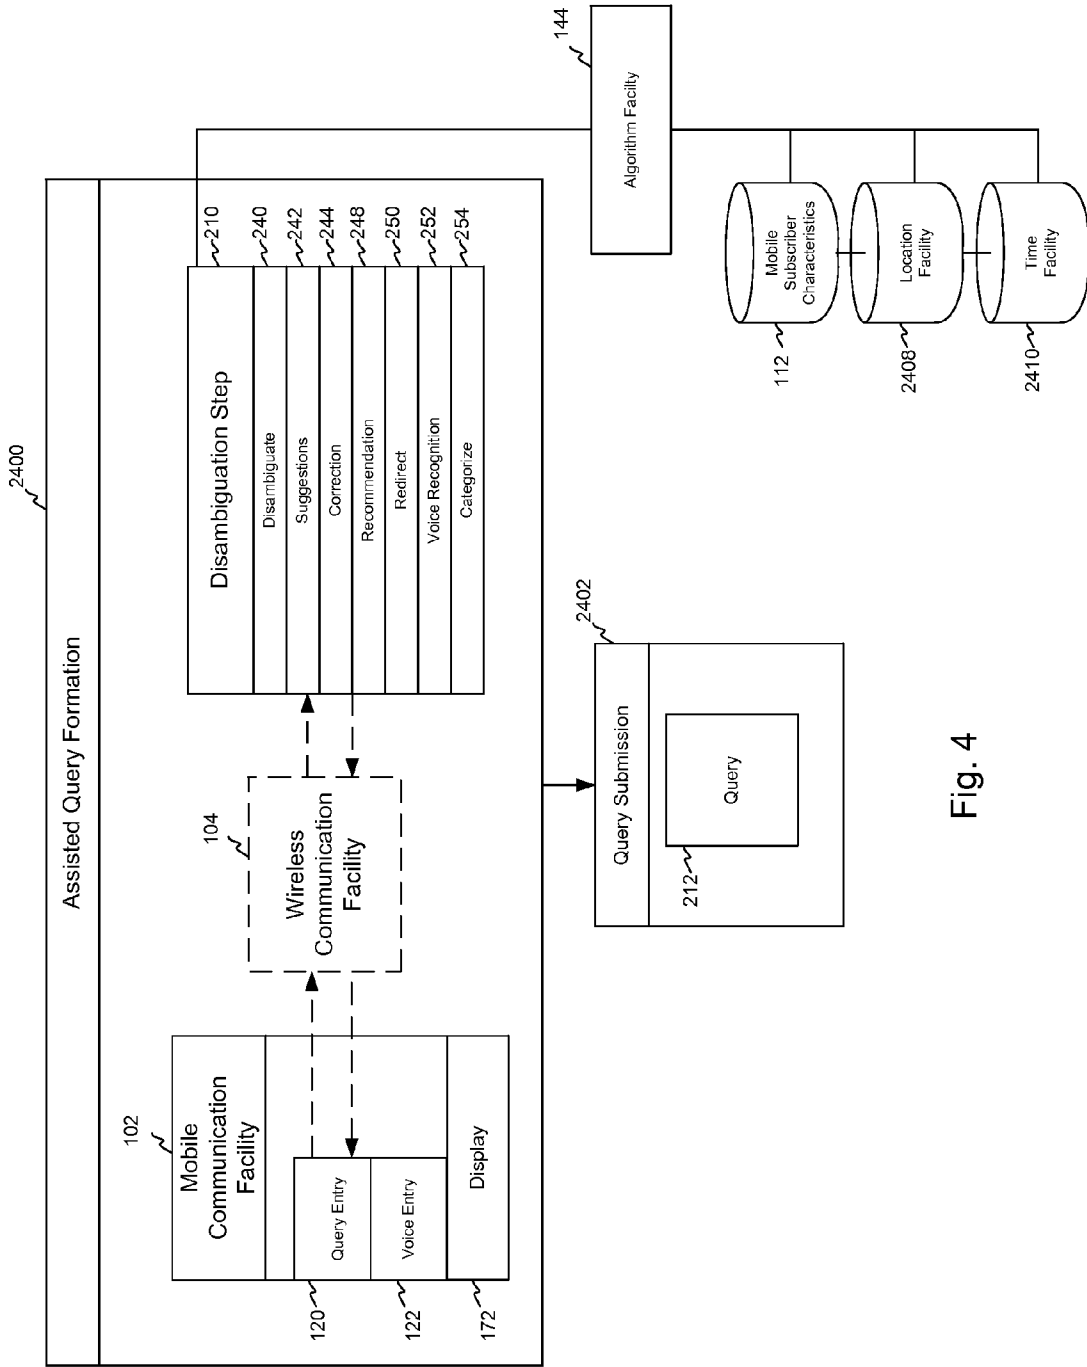 Assisted Query Formation
2400
102
Mobile
Communication
Facility
120
Query Entry
122
Voice Entry
172
Display
104
Wireless
Communication
Facility
Disambiguation Step
210
Disambiguate
240
Suggestions
242
Correction
244
Recommendation
248
Redirect
250
Voice Recognition
252
Categorize
254
Query Submission
2402
212
Query
144
Algorithm Facilty
112
Mobile
Subscriber
Characteristics
2408
Location
Facility
2410
Time
Facility
Fig. 4